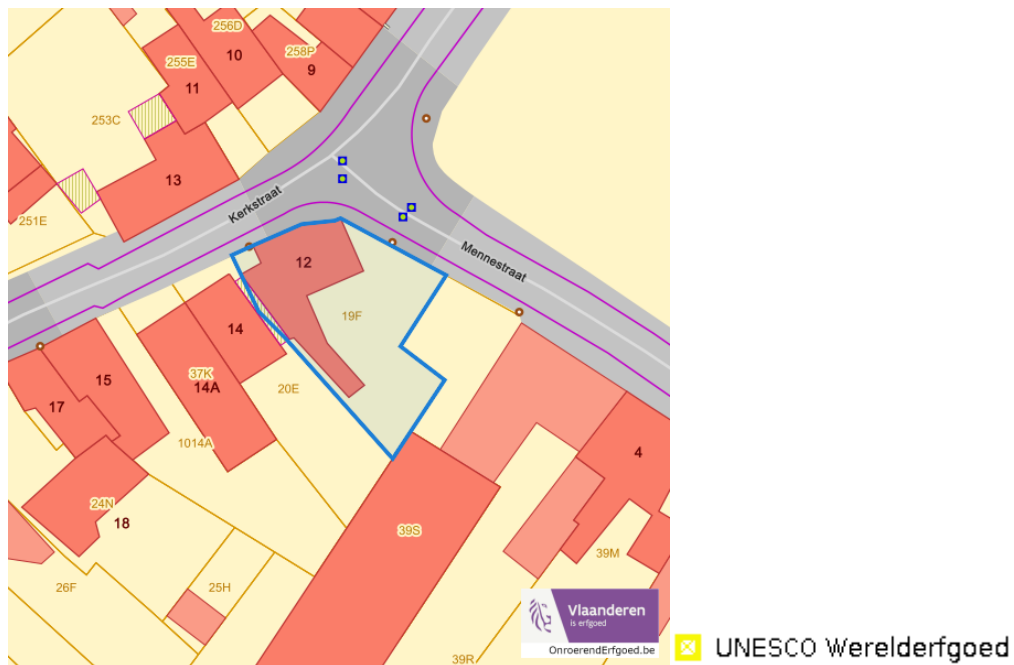 256D
10
258P
9
255E
11
253C
13
251E
Kerkstraat
Mennestraat
12
19F
14
37K
14A
20E
15
17
1014A
4
24N
18
39S
39M
26F
25H
39R
Vlaanderen
is erfgoed
OnroerendErfgoed.be
UNESCO Werelderfgoed